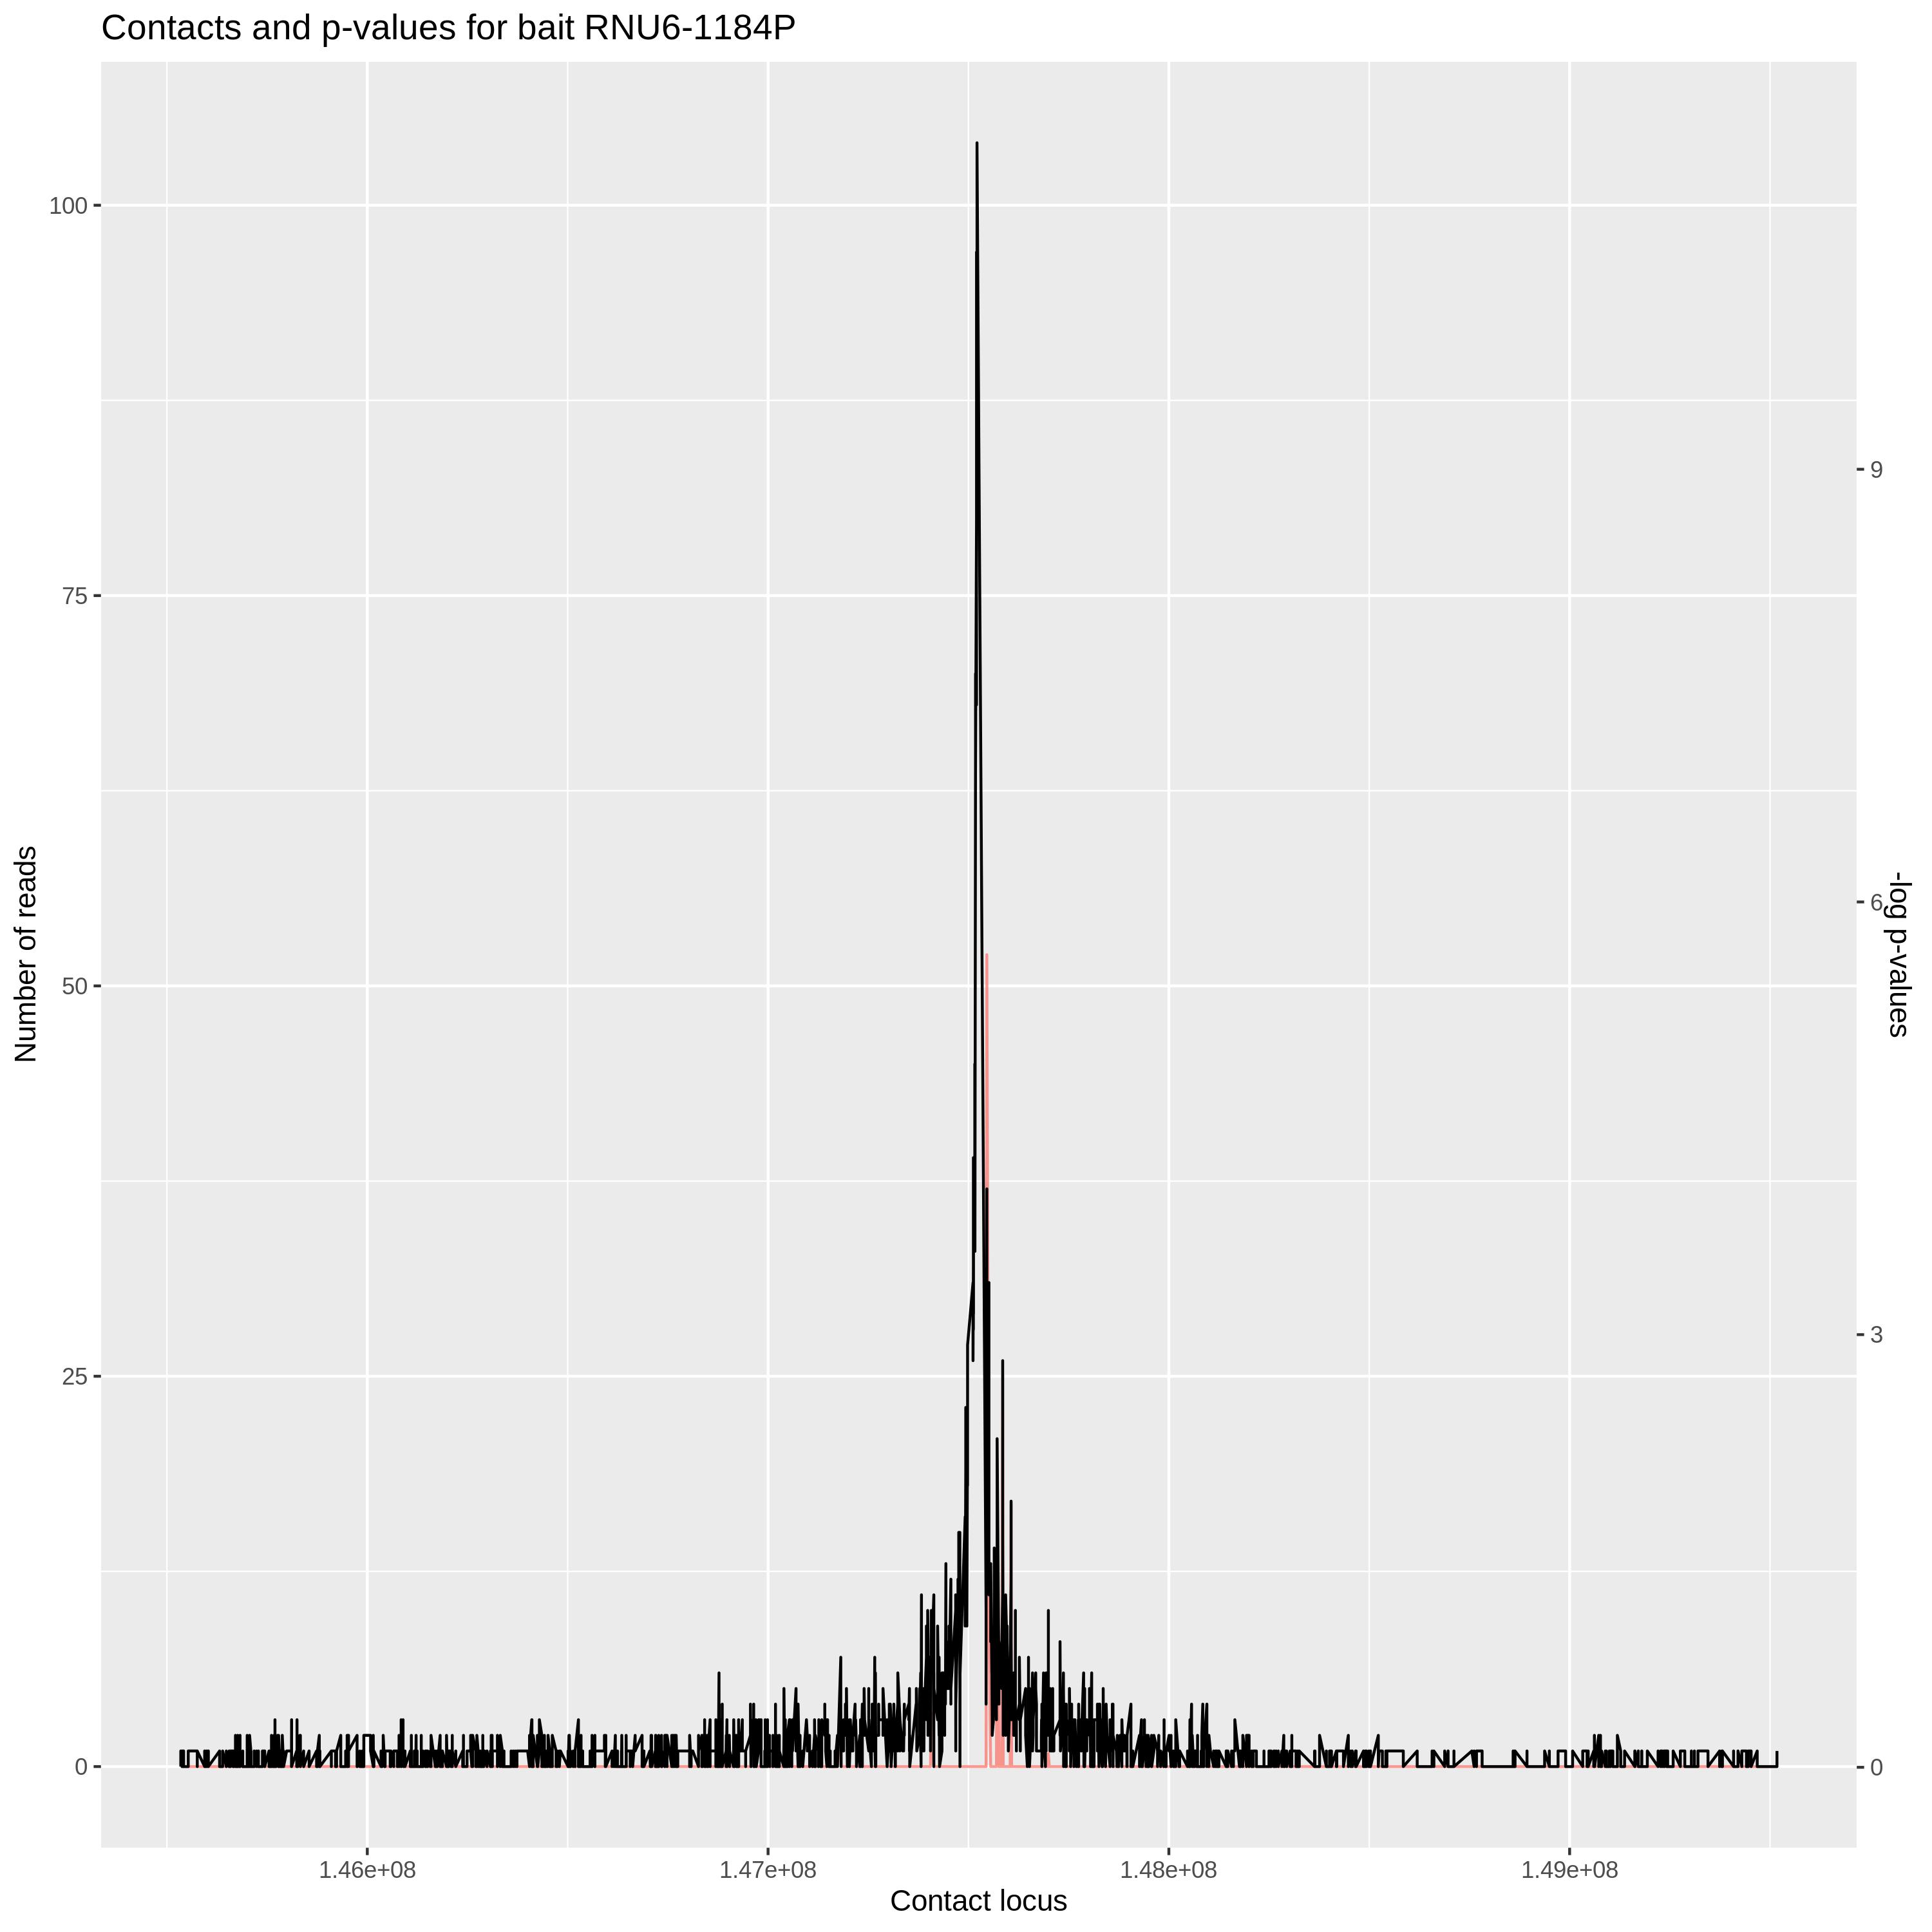 Contacts and p-values for bait RNU6-1184P
Number of reads
100
75
50
25
0
9
6
3
0
-log p-values
1.46e+08
1.47e+08
1.48e+08
1.49e+08
Contact locus